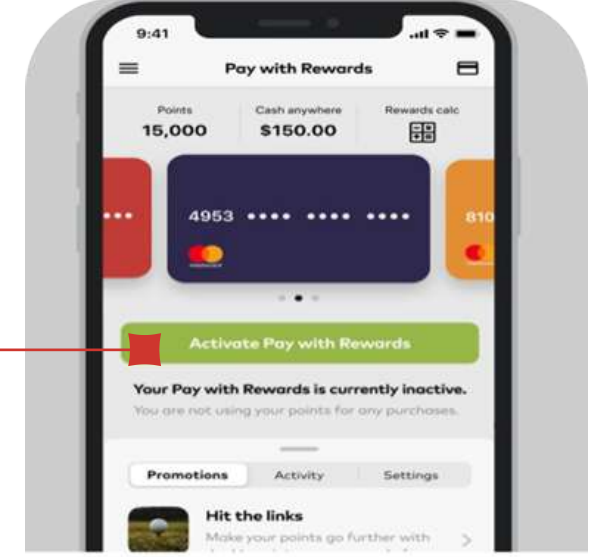 9:41
Pay with Rewards
Points Cash anywhere Rewards calc
15,000 $150.00
4953 •••• •••• •••• 810
Activate Pay with Rewards
Your Pay with Rewards is currently inactive.
You are not using your points for any purchases.
Promotions Activity Settings
Hit the links
Make your points go further with